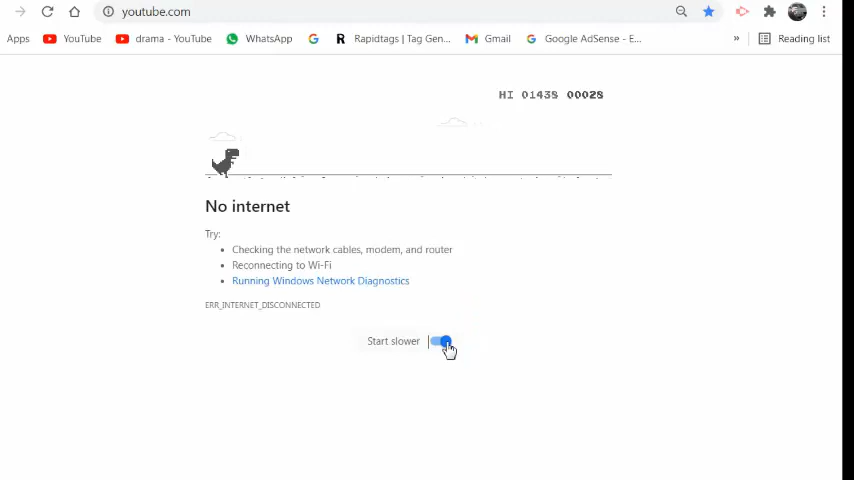 youtube.com
Apps YouTube drama - YouTube WhatsApp Rapidtags | Tag Gen... Gmail Google AdSense - E... » Reading list
HI 01438 00028
No internet
Try:
• Checking the network cables, modem, and router
• Reconnecting to Wi-Fi
• Running Windows Network Diagnostics
ERR_INTERNET_DISCONNECTED
Start slower